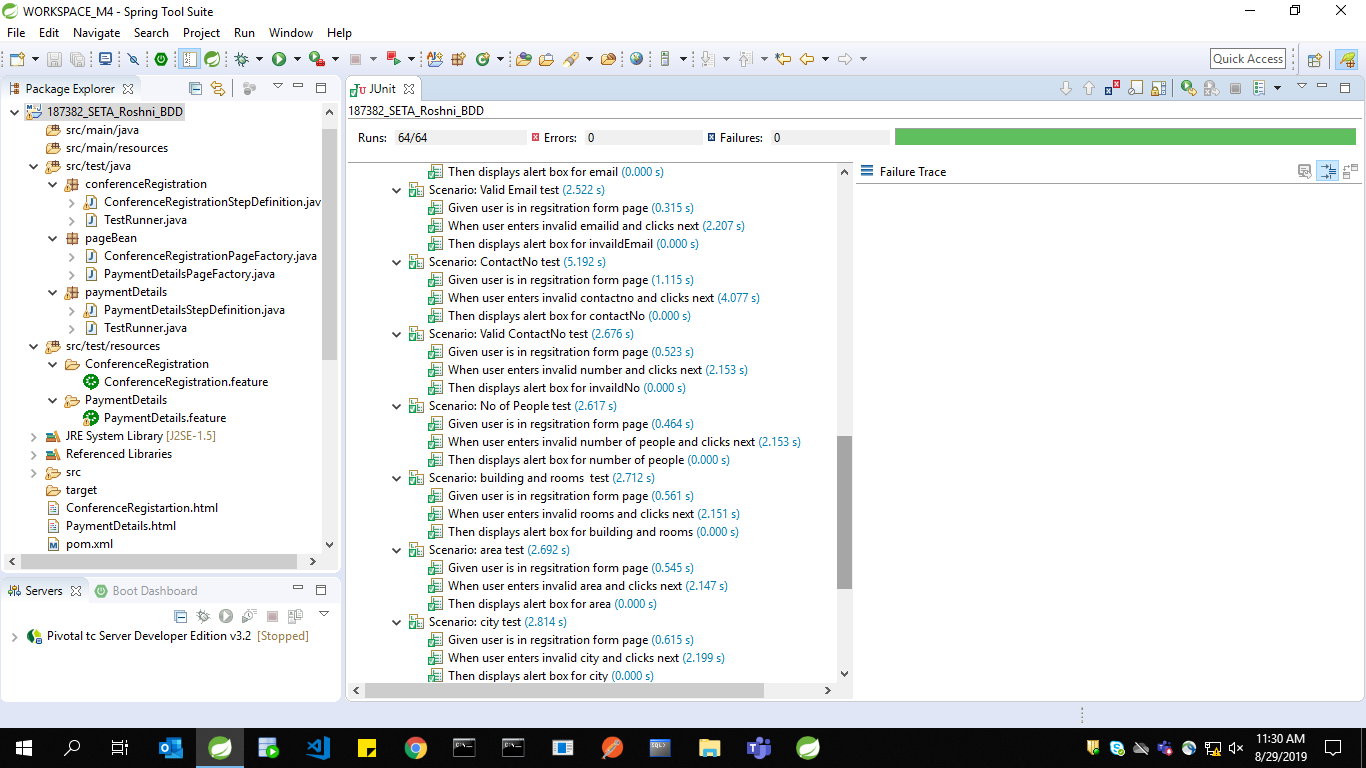 WORKSPACE_M4 - Spring Tool Suite
File Edit Navigate Search Project Run Window Help
Quick Access
Package Explorer
187382_SETA_Roshni_BDD
src/main/java
src/main/resources
src/test/java
conferenceRegistration
ConferenceRegistrationStepDefinition.jav
TestRunner.java
pageBean
ConferenceRegistrationPageFactory.java
PaymentDetailsPageFactory.java
paymentDetails
PaymentDetailsStepDefinition.java
TestRunner.java
src/test/resources
ConferenceRegistration
ConferenceRegistration.feature
PaymentDetails
PaymentDetails.feature
JRE System Library [J2SE-1.5]
Referenced Libraries
src
target
ConferenceRegistartion.html
PaymentDetails.html
pom.xml
Servers Boot Dashboard
Pivotal tc Server Developer Edition v3.2 [Stopped]
JUnit
187382_SETA_Roshni_BDD
Runs: 64/64 Errors: 0 Failures: 0
Then displays alert box for email (0.000 s)
Scenario: Valid Email test (2.522 s)
Given user is in regsitration form page (0.315 s)
When user enters invalid emailid and clicks next (2.207 s)
Then displays alert box for invaildEmail (0.000 s)
Scenario: ContactNo test (5.192 s)
Given user is in regsitration form page (1.115 s)
When user enters invalid contactno and clicks next (4.077 s)
Then displays alert box for contactNo (0.000 s)
Scenario: Valid ContactNo test (2.676 s)
Given user is in regsitration form page (0.523 s)
When user enters invalid number and clicks next (2.153 s)
Then displays alert box for invaildNo (0.000 s)
Scenario: No of People test (2.617 s)
Given user is in regsitration form page (0.464 s)
When user enters invalid number of people and clicks next (2.153 s)
Then displays alert box for number of people (0.000 s)
Scenario: building and rooms  test (2.712 s)
Given user is in regsitration form page (0.561 s)
When user enters invalid rooms and clicks next (2.151 s)
Then displays alert box for building and rooms (0.000 s)
Scenario: area test (2.692 s)
Given user is in regsitration form page (0.545 s)
When user enters invalid area and clicks next (2.147 s)
Then displays alert box for area (0.000 s)
Scenario: city test (2.814 s)
Given user is in regsitration form page (0.615 s)
When user enters invalid city and clicks next (2.199 s)
Then displays alert box for city (0.000 s)
Failure Trace
11:30 AM
8/29/2019